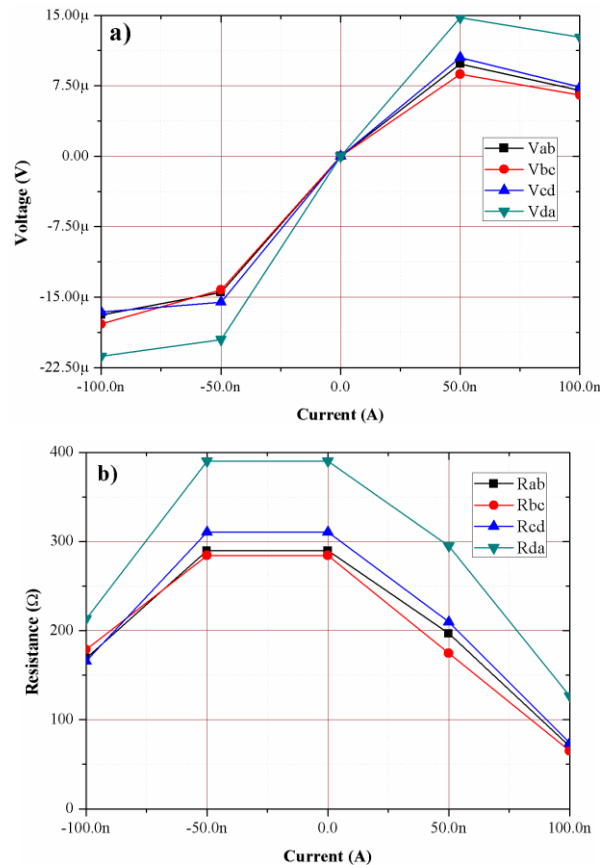 a)
15.00µ
7.50µ
0.00
-7.50µ
-15.00µ
-22.50µ
Voltage (V)
Vab
Vbc
Vcd
Vda
-100.0n -50.0n 0.0 50.0n 100.0n
Current (A)
b)
400
300
200
100
0
Resistance (Ω)
Rab
Rbc
Rcd
Rda
-100.0n -50.0n 0.0 50.0n 100.0n
Current (A)